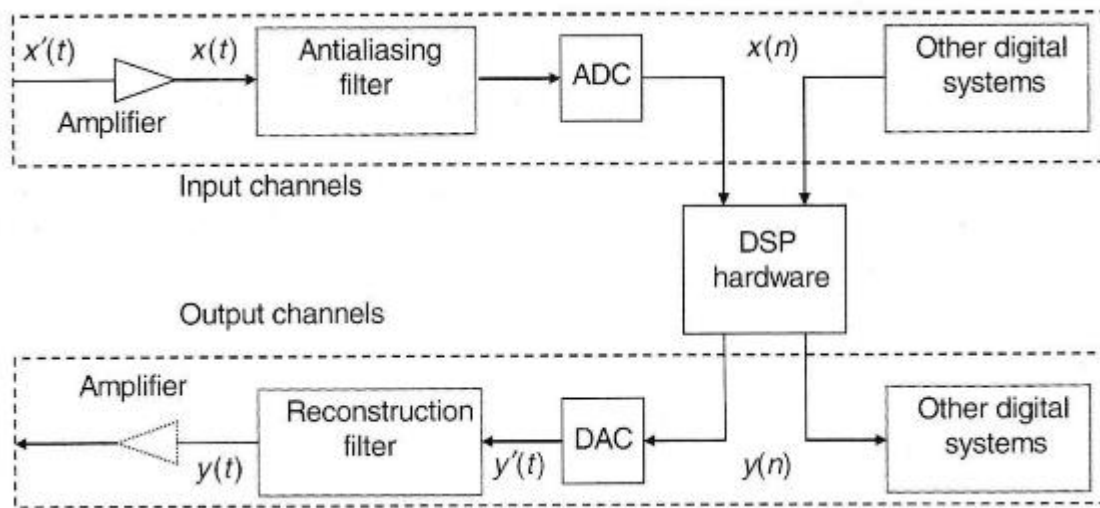 x′(t)
x(t)
Antialiasing
filter
ADC
x(n)
Other digital
systems
Amplifier
Input channels
DSP
hardware
Output channels
Amplifier
Reconstruction
filter
DAC
Other digital
systems
y(t)
y′(t)
y(n)